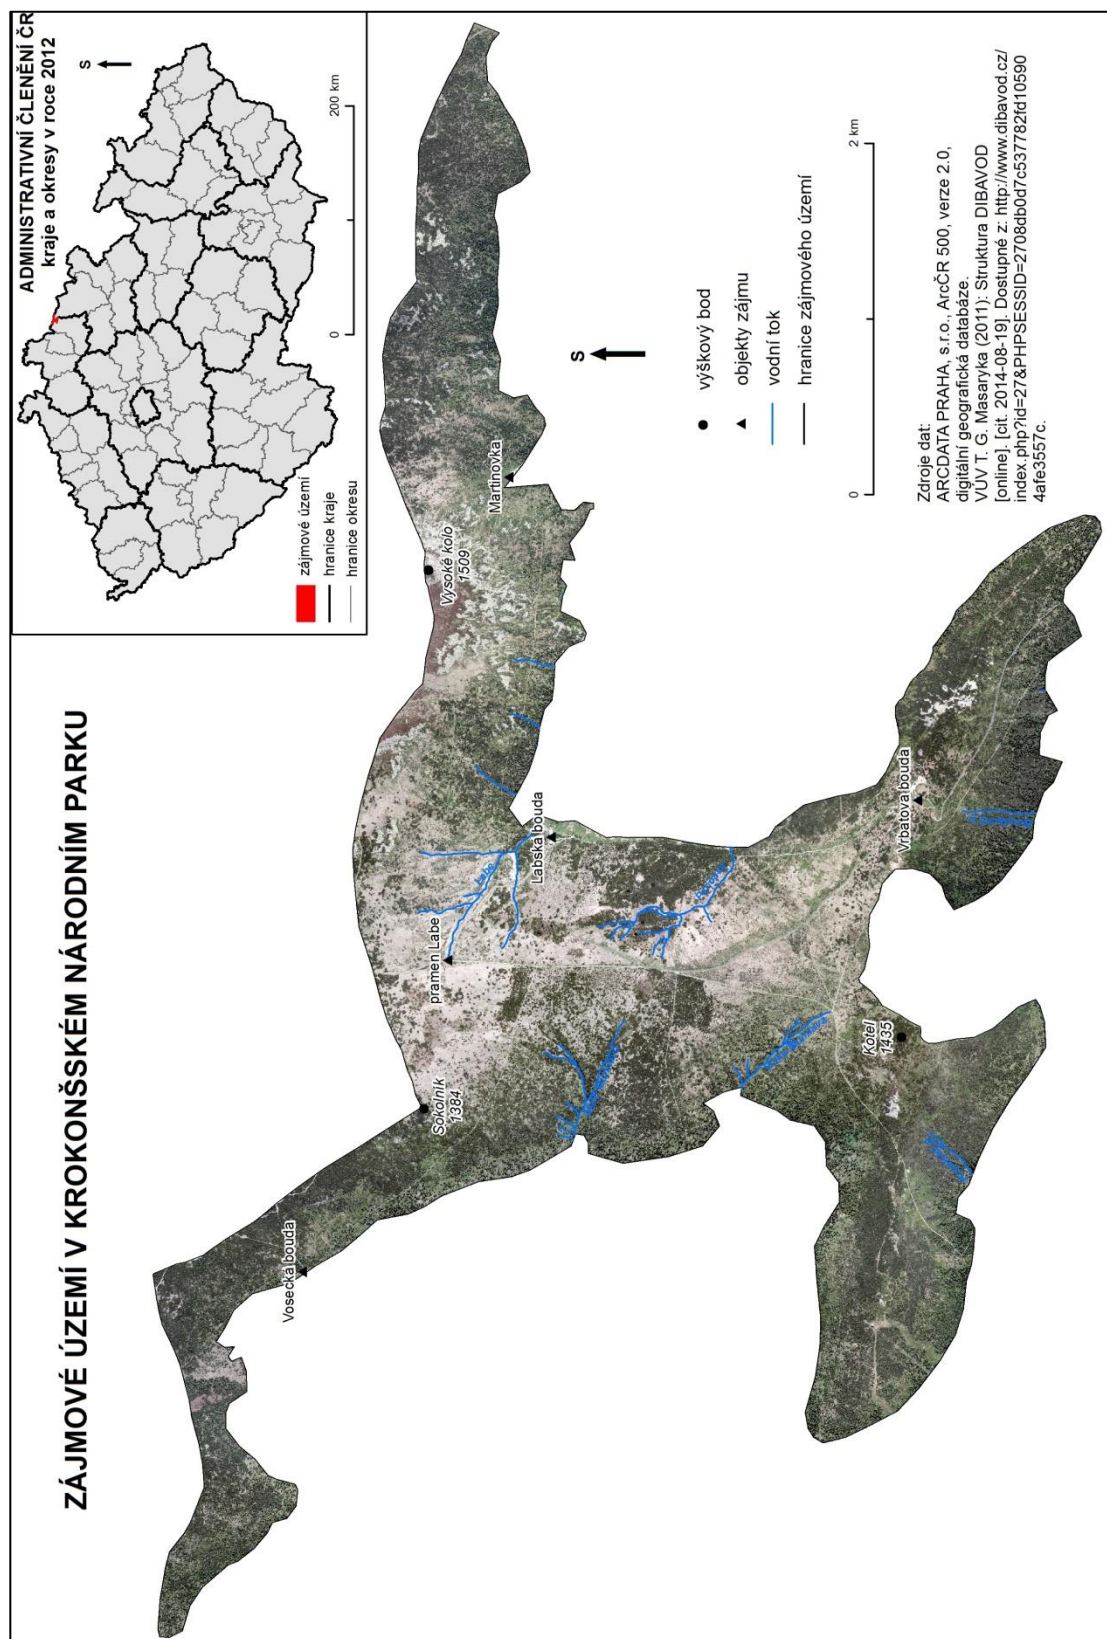 ZÁJMOVÉ ÚZEMÍ V KRKONOŠSKÉM NÁRODNÍM PARKU
ADMINISTRATIVNÍ ČLENĚNÍ ČR
kraje a okresy v roce 2012
S
zájmové území
hranice kraje
hranice okresu
0
200 km
Vosecká bouda
Sokolník
1384
pramen Labe
Labe
Labská bouda
Vysoké kolo
1509
Martinovka
Kotel
1435
Vrbatova bouda
S
výškový bod
objekty zájmu
vodní tok
hranice zájmového území
0
2 km
Zdroje dat:
ARCDATA PRAHA, s.r.o., ArcČR 500, verze 2.0,
digitální geografická databáze.
VÚV T. G. Masaryka (2011): Struktura DIBAVOD
[online]. [cit. 2014-08-19]. Dostupné z: http://www.dibavod.cz/
index.php?id=27&PHPSESSID=2708db0d7c537782fd10590
4afe3557c.